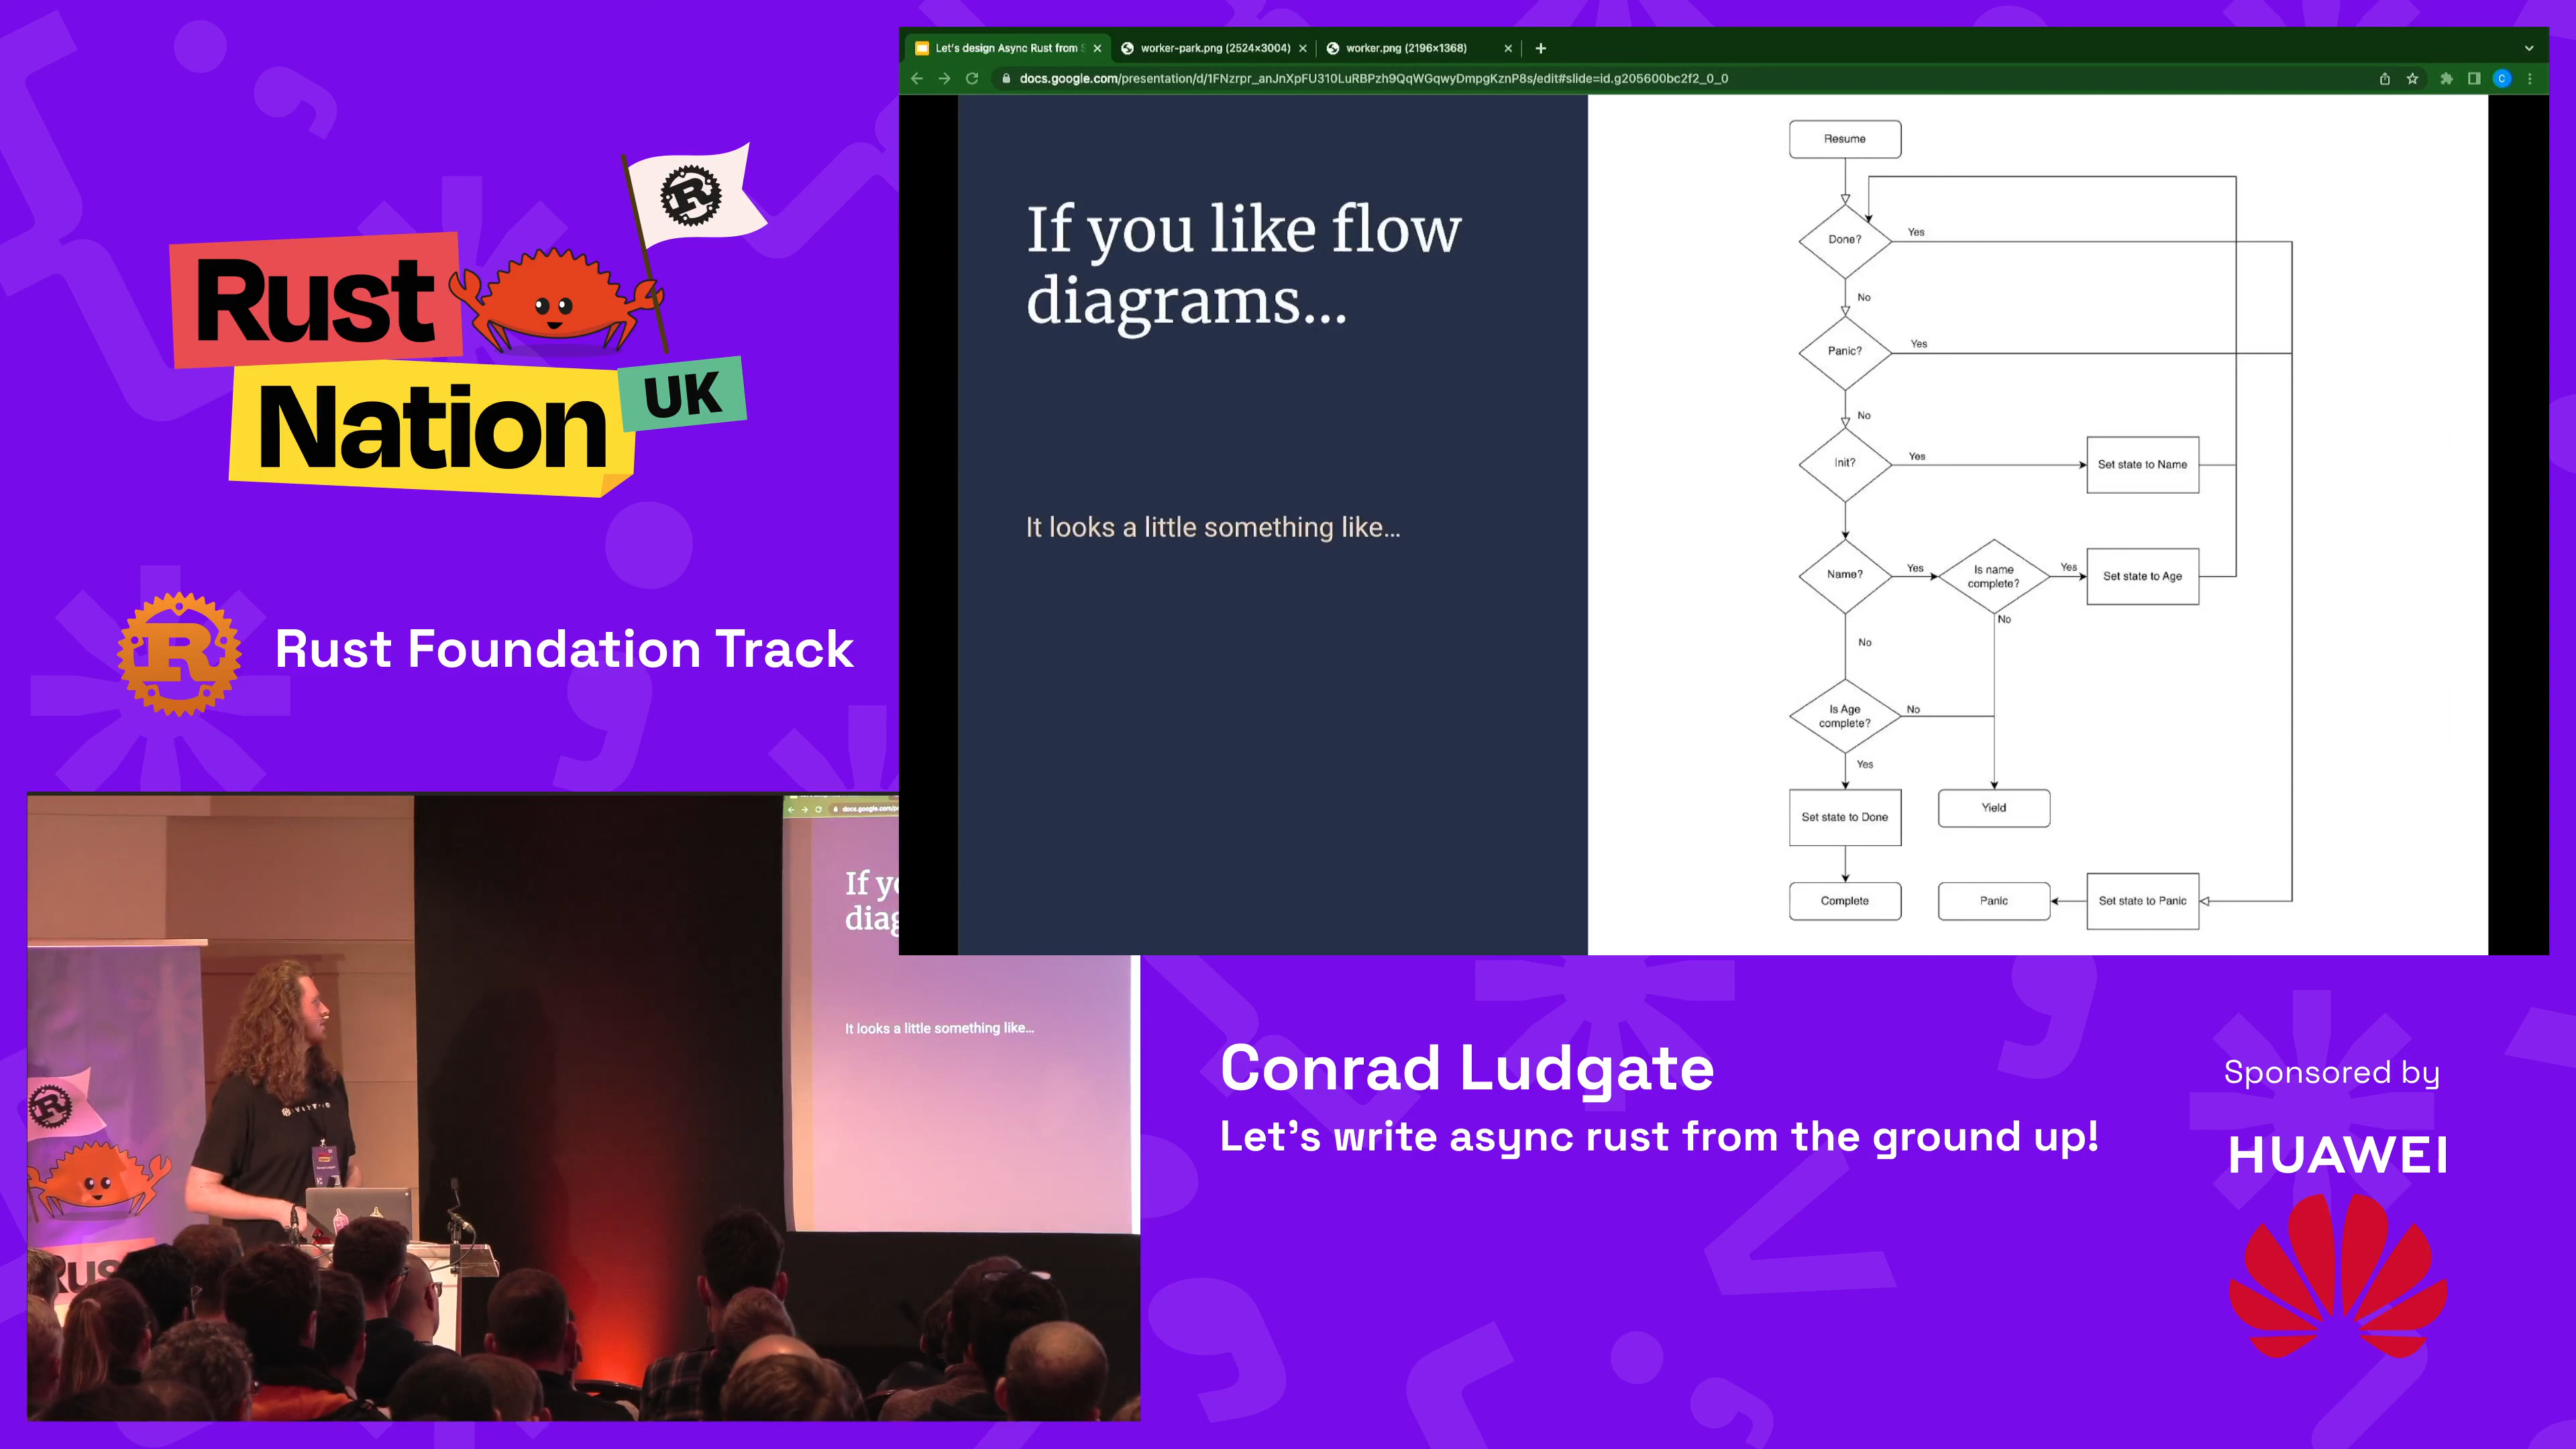 Rust
Nation
UK
Rust Foundation Track
Let's design Async Rust from S
worker-park.png (2524×3004)
worker.png (2196×1368)
docs.google.com/presentation/d/1FNzrpr_anJnXpFU310LuRBPzh9QqWGqwyDmpgKznP8s/edit#slide=id.g205600bc2f2_0_0
C
If you like flow
diagrams...
It looks a little something like...
Resume
Done?
Yes
No
Panic?
Yes
No
Init?
Yes
Set state to Name
Name?
Yes
Is name
complete?
Yes
Set state to Age
No
No
Is Age
complete?
No
Yes
Set state to Done
Yield
Complete
Panic
Set state to Panic
docs.google.com/pr
If yo
diag
It looks a little something like...
Rus
Conrad Ludgate
Let's write async rust from the ground up!
Sponsored by
HUAWEI